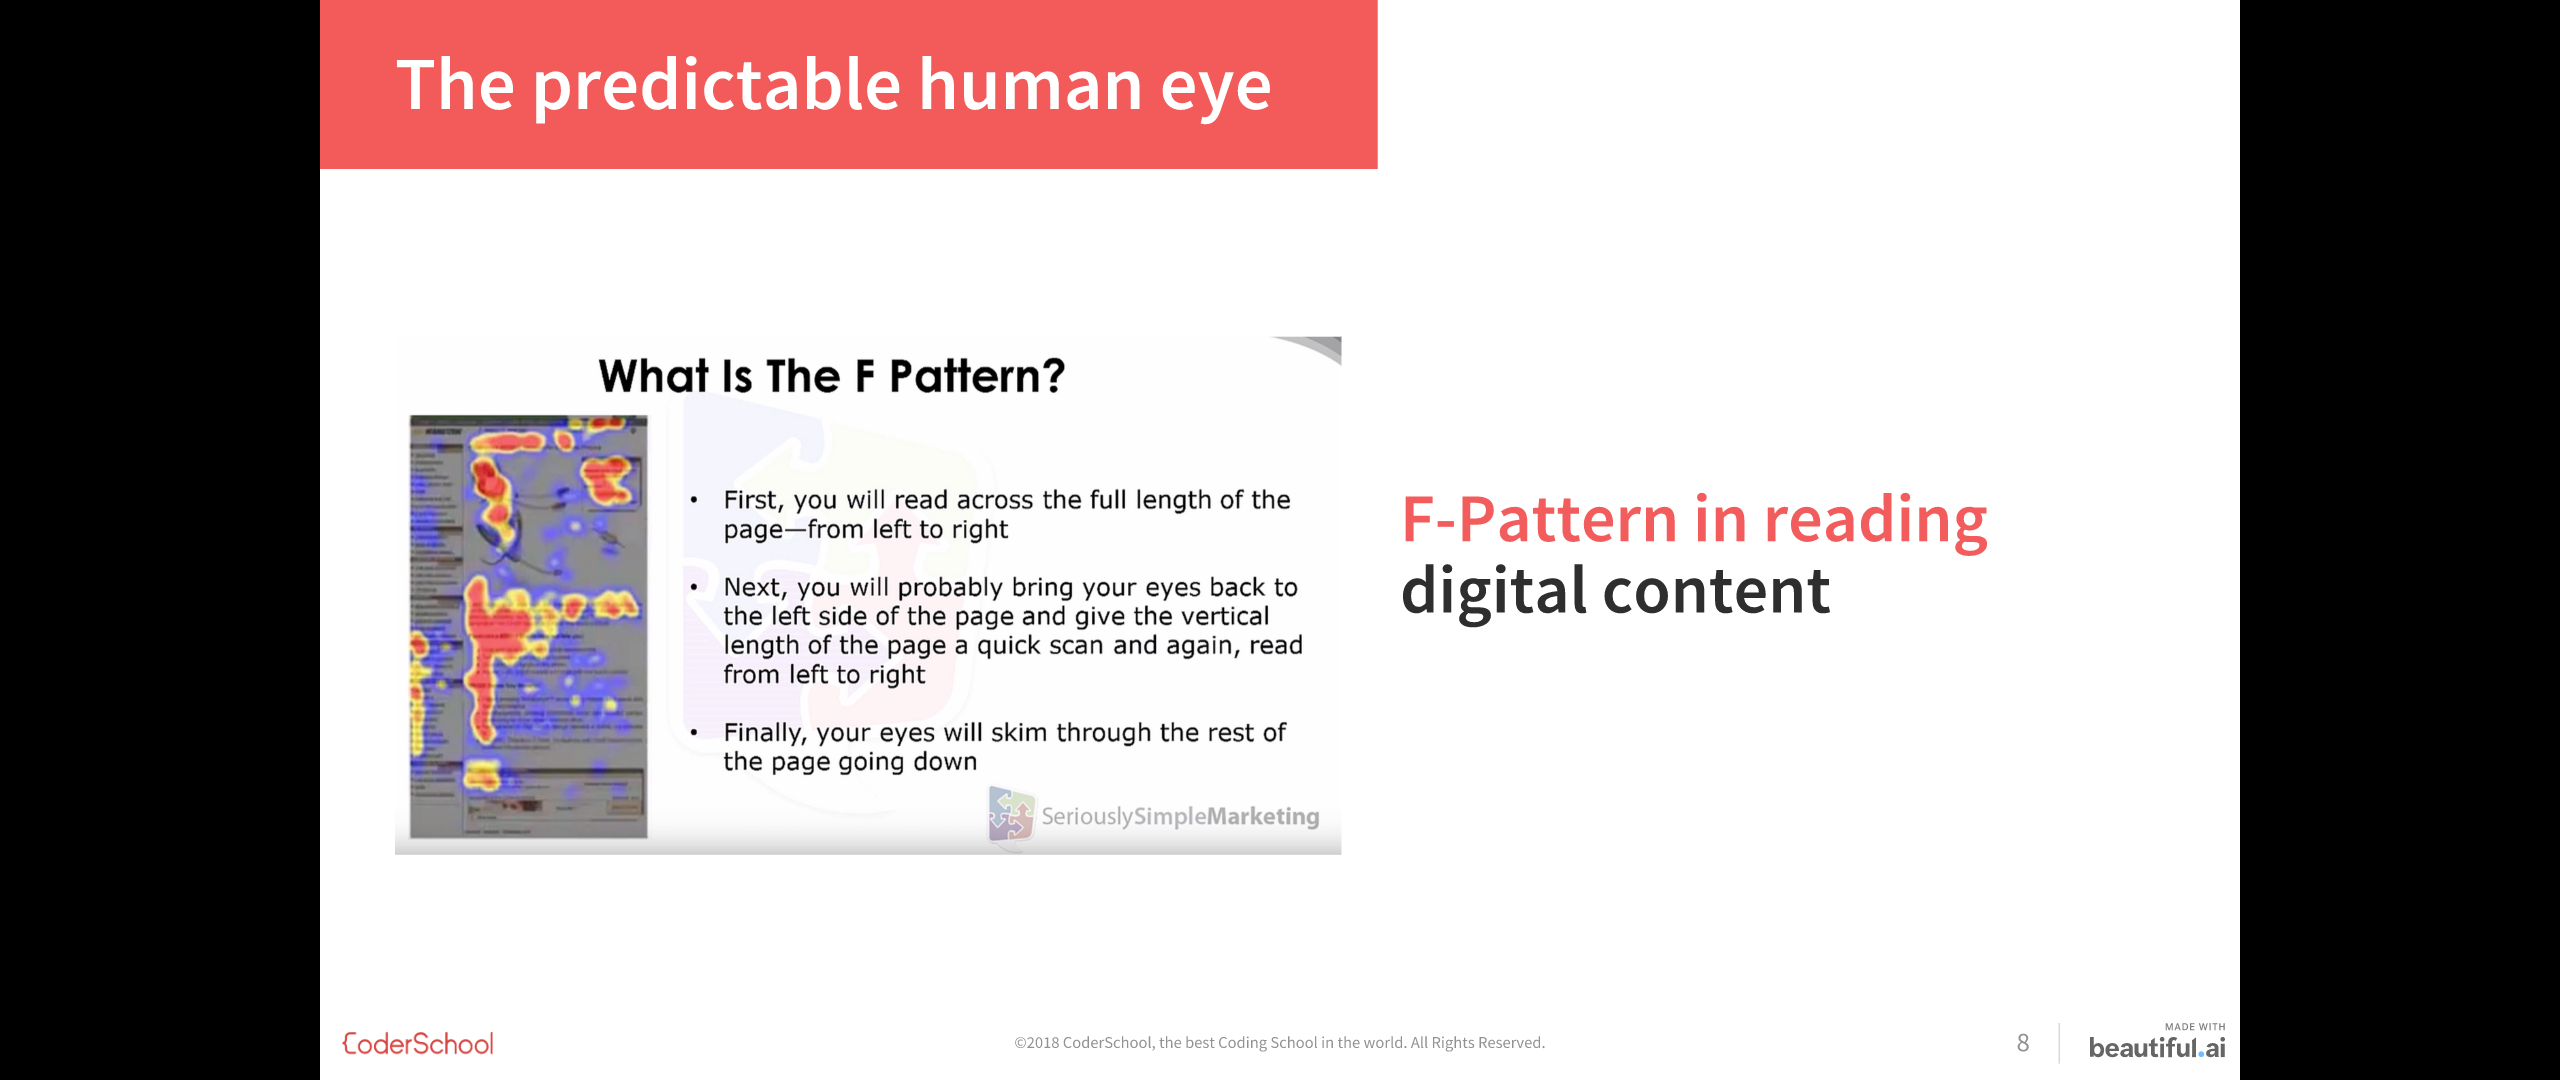 The predictable human eye
What Is The F Pattern?
• First, you will read across the full length of the
page—from left to right
• Next, you will probably bring your eyes back to
the left side of the page and give the vertical
length of the page a quick scan and again, read
from left to right
• Finally, your eyes will skim through the rest of
the page going down
SeriouslySimpleMarketing
F-Pattern in reading
digital content
CoderSchool
©2018 CoderSchool, the best Coding School in the world. All Rights Reserved.
8
MADE WITH
beautiful.ai